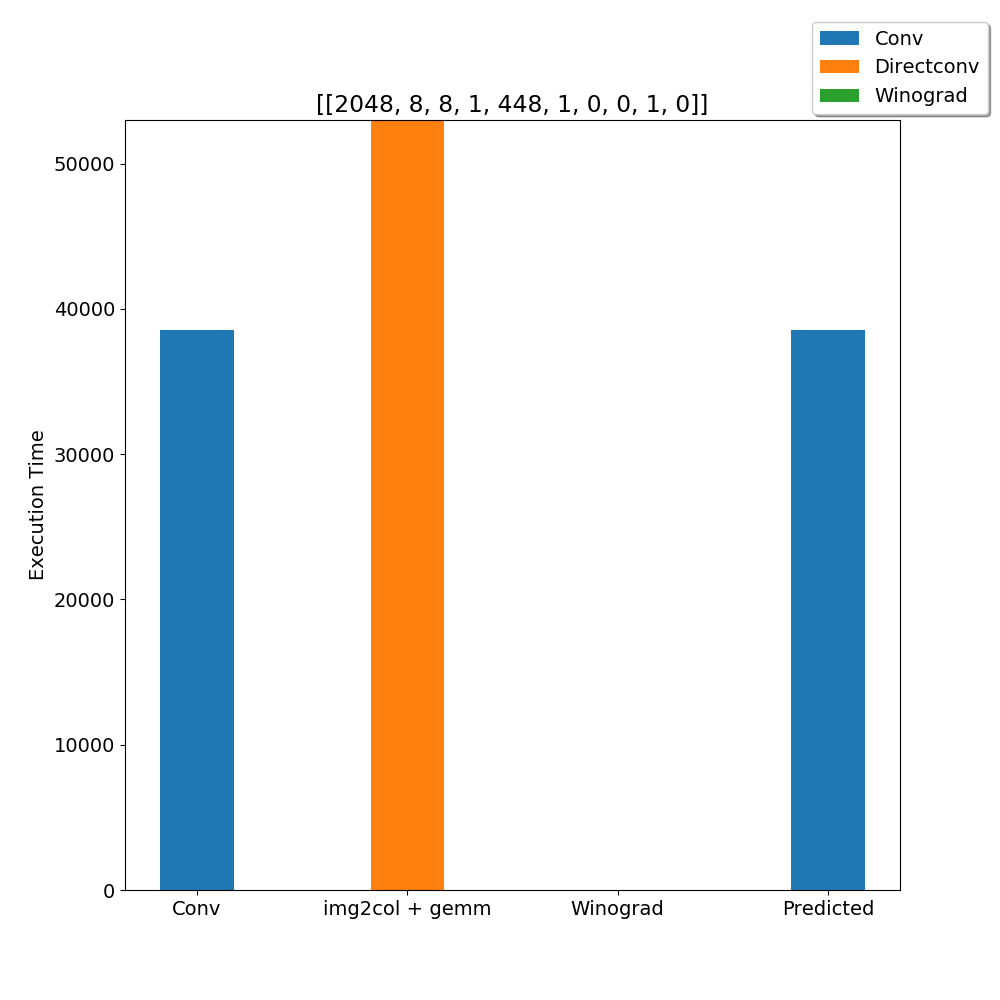 Conv
Directconv
Winograd
[[2048, 8, 8, 1, 448, 1, 0, 0, 1, 0]]
50000
40000
30000
20000
10000
0
Execution Time
Conv
img2col + gemm
Winograd
Predicted